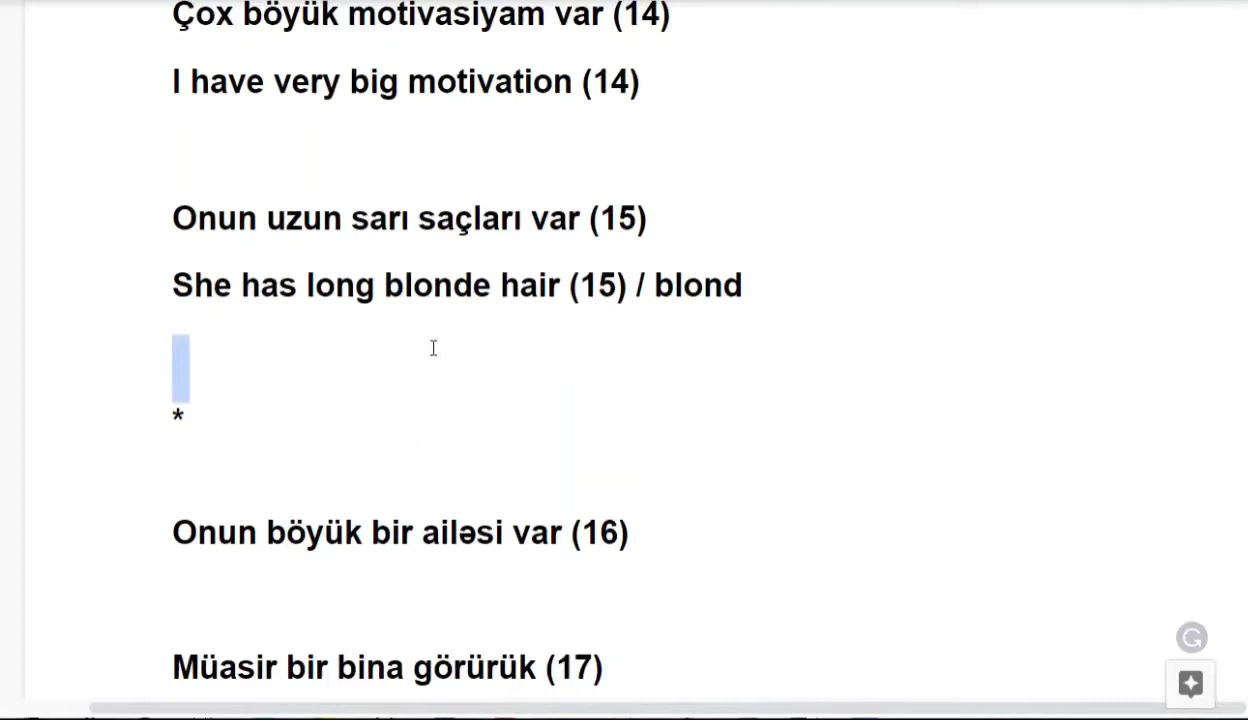 Çox böyük motivasiyam var (14)
I have very big motivation (14)
Onun uzun sarı saçları var (15)
She has long blonde hair (15) / blond
*
Onun böyük bir ailəsi var (16)
Müasir bir bina görürük (17)